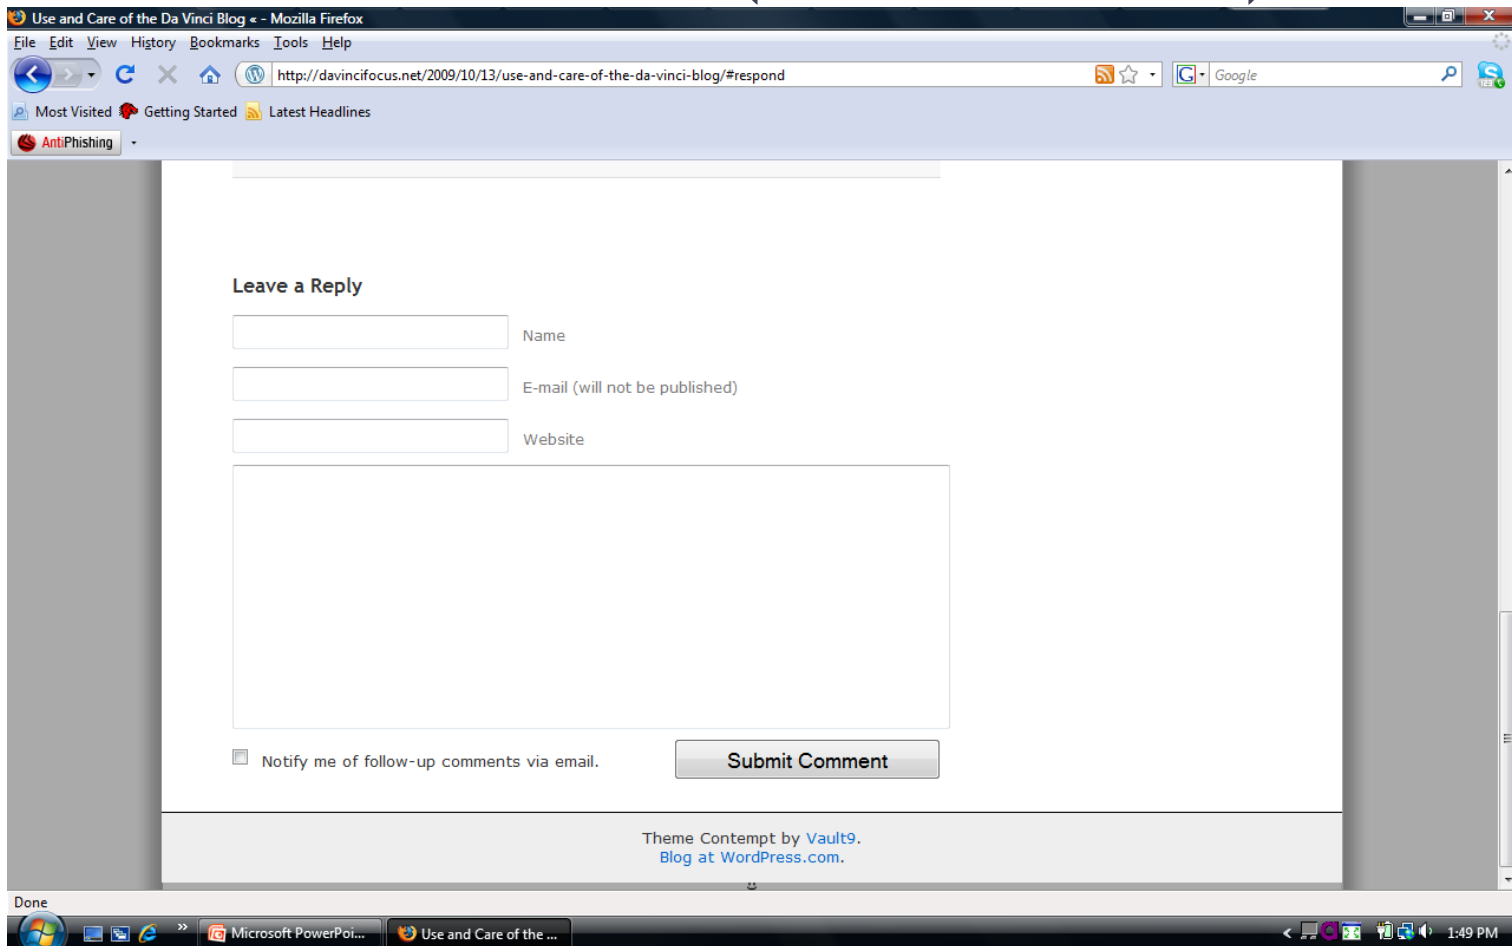 Use and Care of the Da Vinci Blog « - Mozilla Firefox
File Edit View History Bookmarks Tools Help
http://davincifocus.net/2009/10/13/use-and-care-of-the-da-vinci-blog/#respond
G Google
Most Visited Getting Started Latest Headlines
AntiPhishing
Leave a Reply
Name
E-mail (will not be published)
Website
Notify me of follow-up comments via email.
Submit Comment
Theme Contempt by Vault9.
Blog at WordPress.com.
Done
Microsoft PowerPoi... Use and Care of the ... 1:49 PM